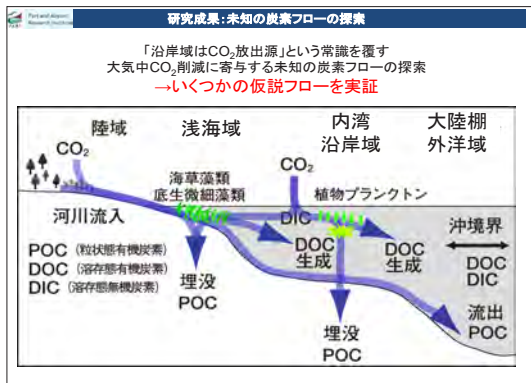 Port and Airport
Research Institute
研究成果:未知の炭素フローの探索
「沿岸域はCO₂放出源」という常識を覆す
大気中CO₂削減に寄与する未知の炭素フローの探索
→いくつかの仮説フローを実証
陸域
浅海域
内湾
沿岸域
大陸棚
外洋域
CO₂
海草藻類
底生微細藻類
CO₂
植物プランクトン
河川流入
DIC
POC (粒状態有機炭素)
DOC (溶存態有機炭素)
DIC (溶存態無機炭素)
埋没
POC
DOC
生成
DOC
生成
埋没
POC
沖境界
DOC
DIC
流出
POC